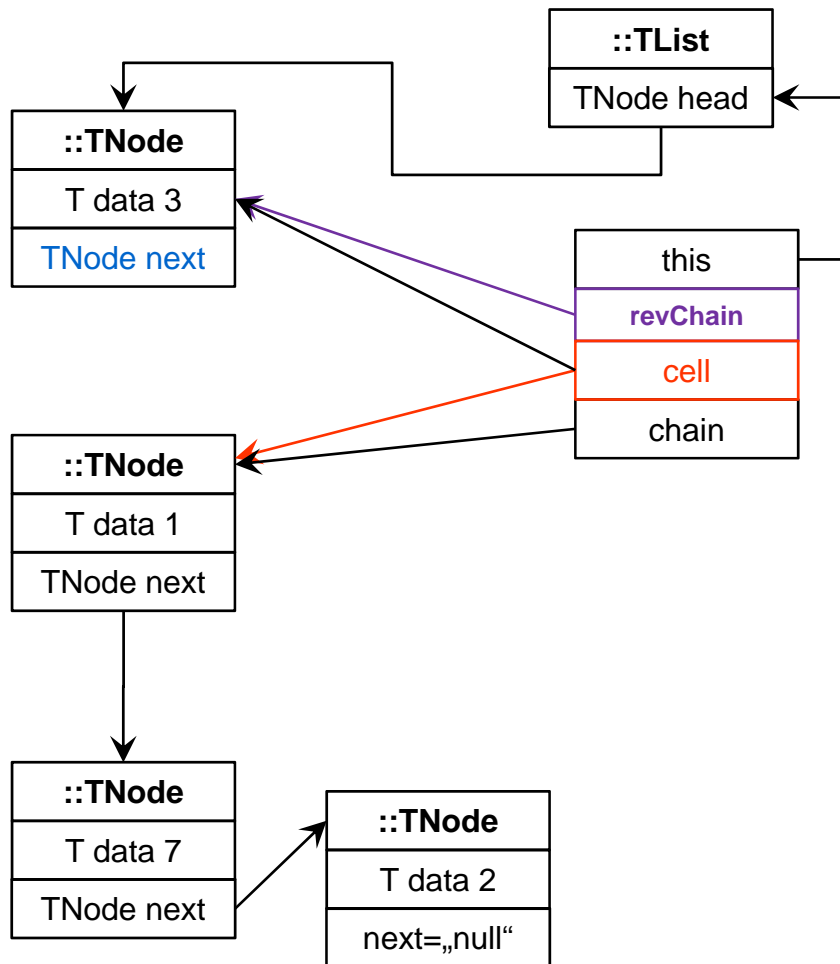 ::TList
TNode head
::TNode
T data 3
TNode next
this
revChain
cell
chain
::TNode
T data 1
TNode next
::TNode
T data 7
TNode next
::TNode
T data 2
next=„null“